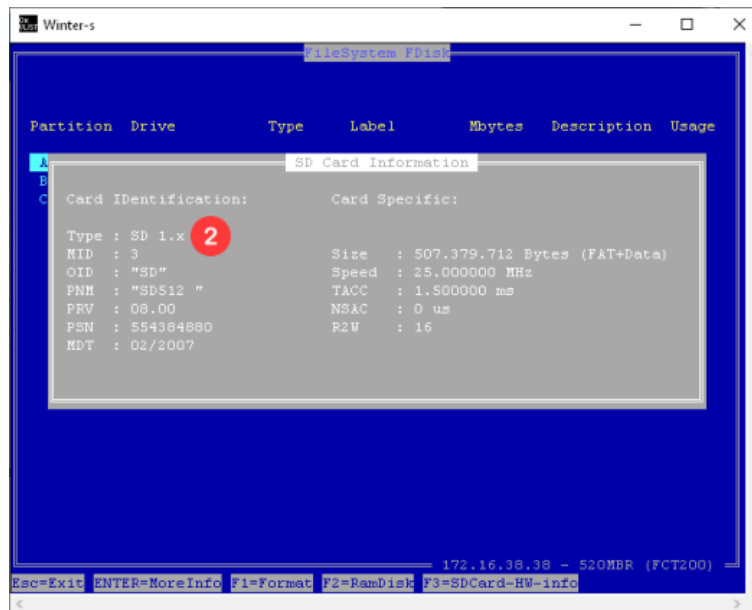 Winter-s
FileSystem FDisk
Partition Drive Type Label Mbytes Description Usage
A
B
C
SD Card Information
Card IDentification: Card Specific:
Type : SD 1.x 2
MID : 3 Size : 507.379.712 Bytes (FAT+Data)
OID : "SD" Speed : 25.000000 MHz
PNM : "SD512 " TACC : 1.500000 ms
PRV : 08.00 NSAC : 0 us
PSN : 554384880 R2W : 16
MDT : 02/2007
172.16.38.38 - 520MBR (FCT200)
Esc=Exit ENTER=MoreInfo F1=Format F2=RamDisk F3=SDCard-HW-info